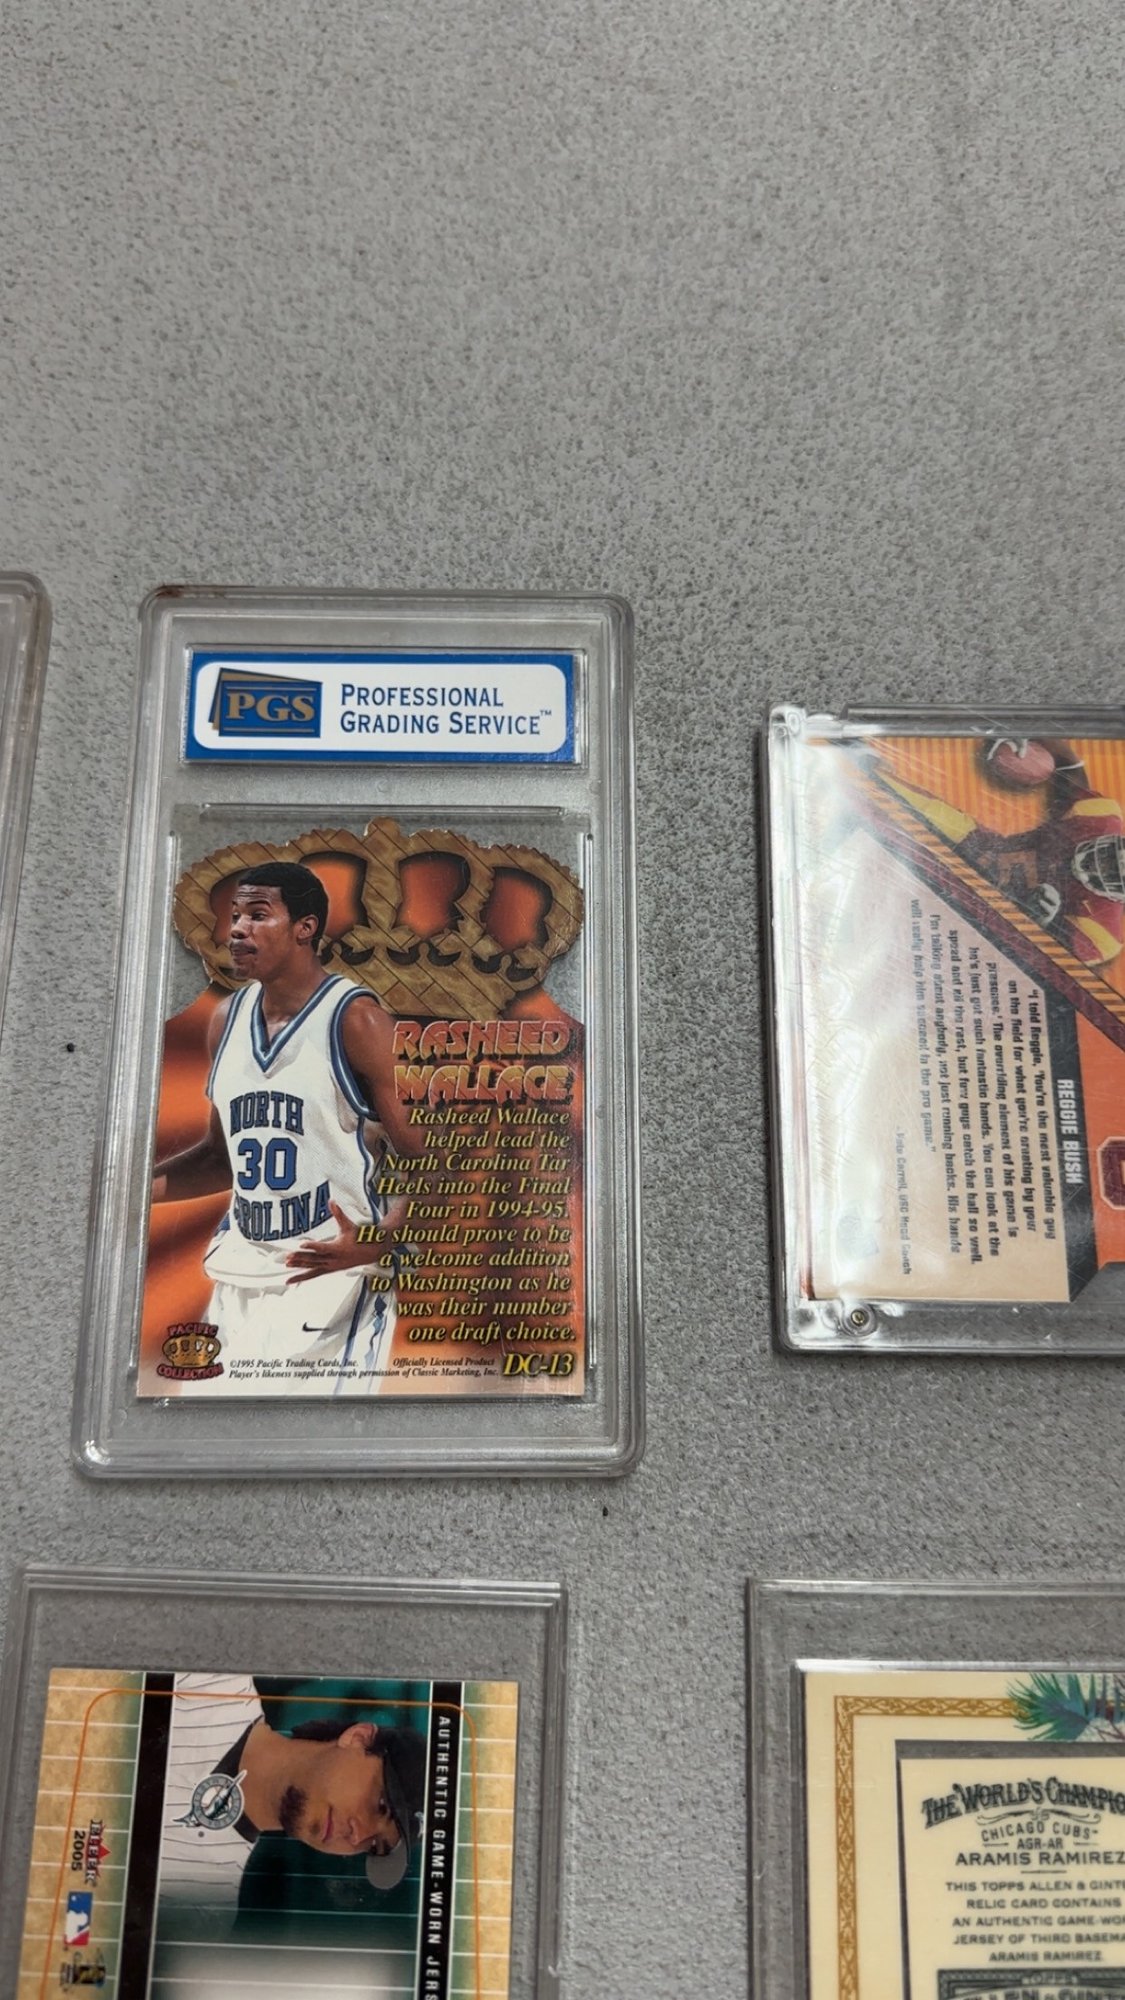 PGS
PROFESSIONAL
GRADING SERVICE™
RASHEED
WALLACE
Rasheed Wallace
helped lead the
North Carolina Tar
Heels into the Final
Four in 1994-95.
He should prove to be
a welcome addition
to Washington as he
was their number
one draft choice.
NORTH
30
ROLINA
PACIFIC
COLLECTION
©1995 Pacific Trading Cards, Inc. Officially Licensed Product
Player's likeness supplied through permission of Classic Marketing, Inc.
DC-13
REGGIE BUSH
"I told Reggie, 'You're the most valuable guy
on the field for what you're creating by your
presence.' The overriding element of his game is
he's just got such fantastic hands. You can look at the
speed and all the rest, but few guys catch the ball so well.
I'm talking about anybody, not just running backs. His hands
will really help him succeed in the pro game."
- Pete Carroll, USC Head Coach
AUTHENTIC GAME-WORN JERS
FLEER
2005
THE WORLD'S CHAMPIO
CHICAGO CUBS™
AGR-AR
ARAMIS RAMIREZ
THIS TOPPS ALLEN & GINTE
RELIC CARD CONTAINS
AN AUTHENTIC GAME-WOR
JERSEY OF THIRD BASEMA
ARAMIS RAMIREZ.
TOPPS